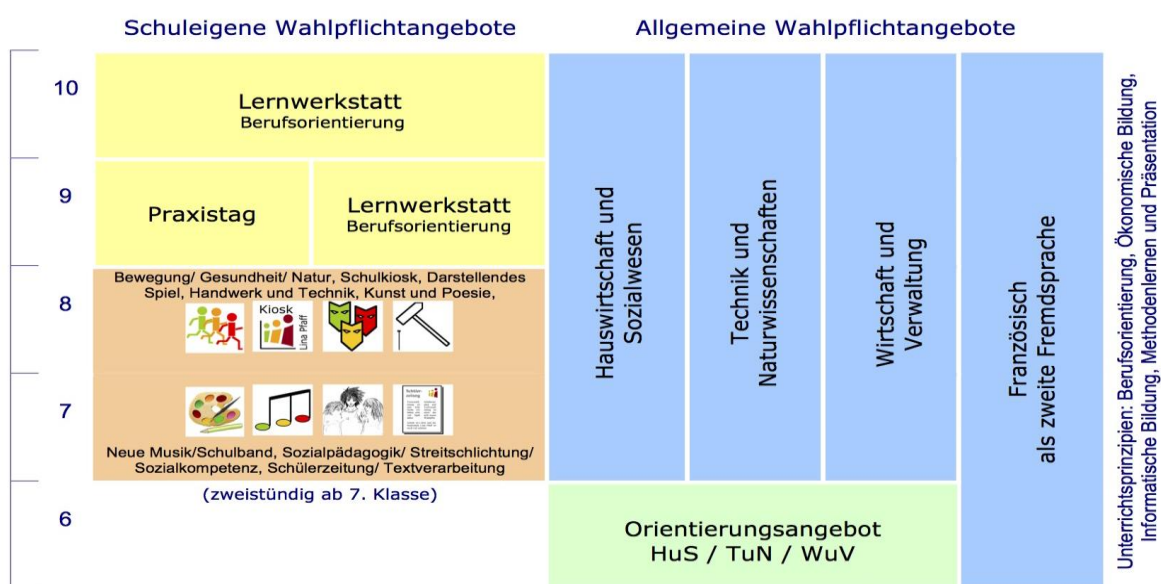 Schuleigene Wahlpflichtangebote
Allgemeine Wahlpflichtangebote
10
Lernwerkstatt
Berufsorientierung
9
Praxistag
Lernwerkstatt
Berufsorientierung
8
Bewegung/ Gesundheit/ Natur, Schulkiosk, Darstellendes
Spiel, Handwerk und Technik, Kunst und Poesie,
Kiosk
Lina Pfaff
7
Neue Musik/Schulband, Sozialpädagogik/ Streitschlichtung/
Sozialkompetenz, Schülerzeitung/ Textverarbeitung
(zweistündig ab 7. Klasse)
6
Hauswirtschaft und
Sozialwesen
Technik und
Naturwissenschaften
Wirtschaft und
Verwaltung
Französisch
als zweite Fremdsprache
Orientierungsangebot
HuS / TuN / WuV
Unterrichtsprinzipien: Berufsorientierung, Ökonomische Bildung,
Informatische Bildung, Methodenlernen und Präsentation